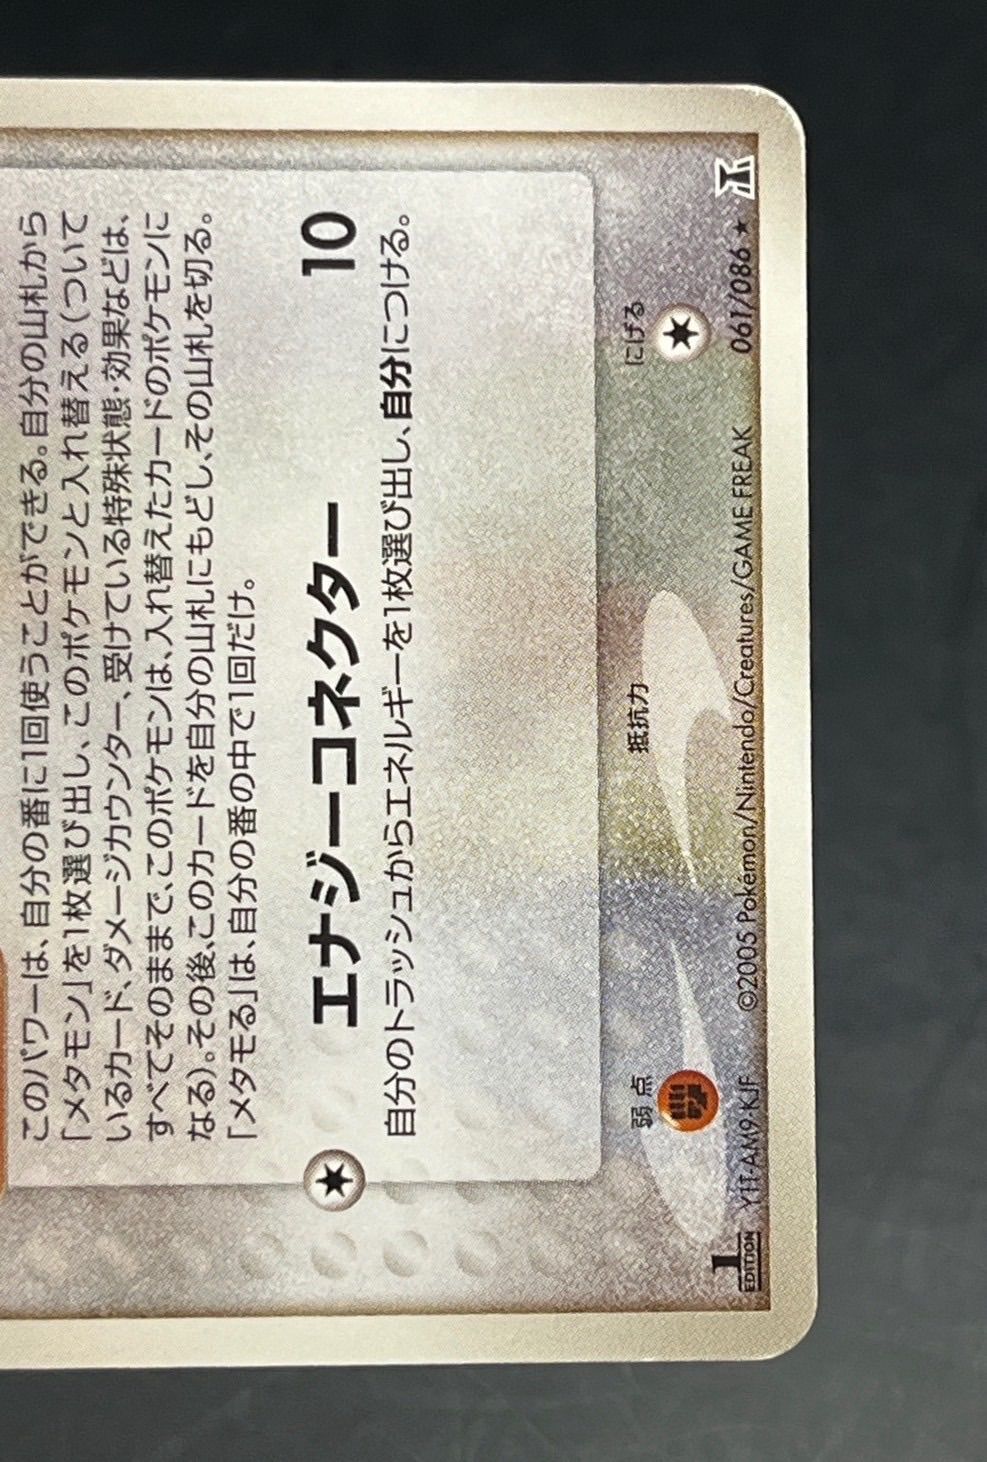 このパワーは、自分の番に1回使うことができる。自分の山札から
「メタモン」を1枚選び出し、このポケモンと入れ替える（ついて
いるカード、ダメージカウンター、受けている特殊状態・効果などは、
すべてそのままで、このポケモンは、入れ替えたカードのポケモンに
なる）。その後、このカードを自分の山札にもどし、その山札を切る。
「メタモる」は、自分の番の中で1回だけ。
エナジーコネクター 10
自分のトラッシュからエネルギーを1枚選び出し、自分につける。
弱点 抵抗力 にげる
1 EDITION Y1T-AM9.KJF ©2005 Pokémon/Nintendo/Creatures/GAME FREAK 061/086 ★